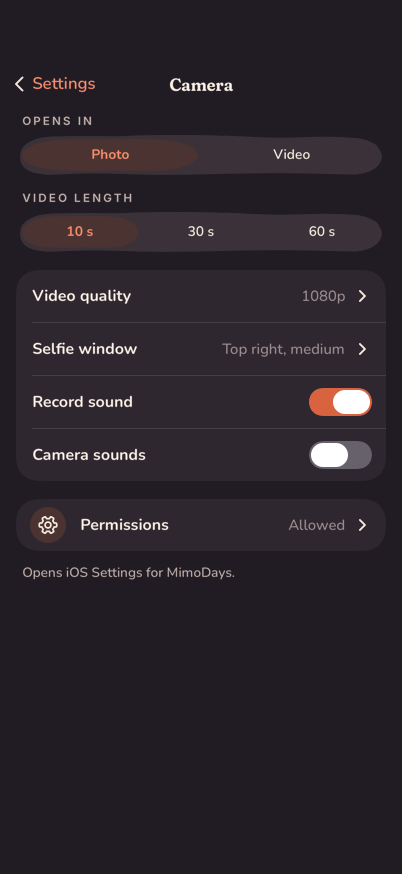 Settings
Camera
OPENS IN
Photo
Video
VIDEO LENGTH
10 s
30 s
60 s
Video quality
1080p
Selfie window
Top right, medium
Record sound
Camera sounds
Permissions
Allowed
Opens iOS Settings for MimoDays.